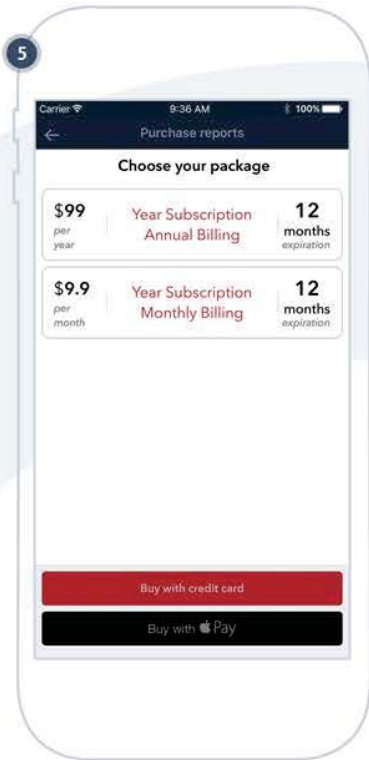 5
Carrier 9:36 AM 100%
← Purchase reports
Choose your package
$99
per
year
Year Subscription
Annual Billing
12
months
expiration
$9.9
per
month
Year Subscription
Monthly Billing
12
months
expiration
Buy with credit card
Buy with Pay